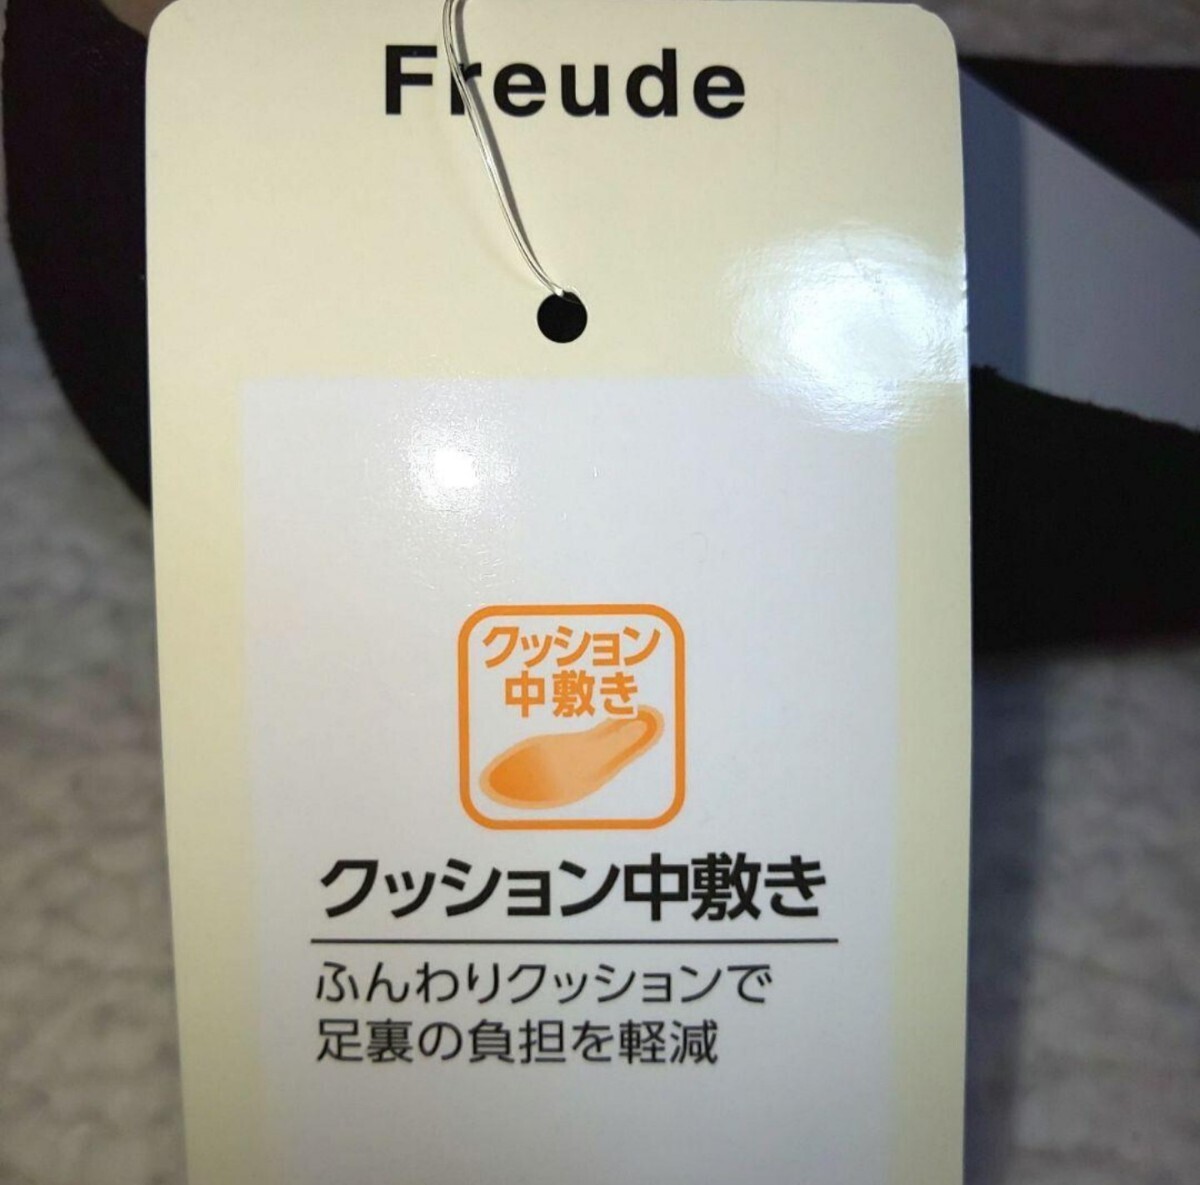 Freude
クッション
中敷き
クッション中敷き
ふんわりクッションで
足裏の負担を軽減